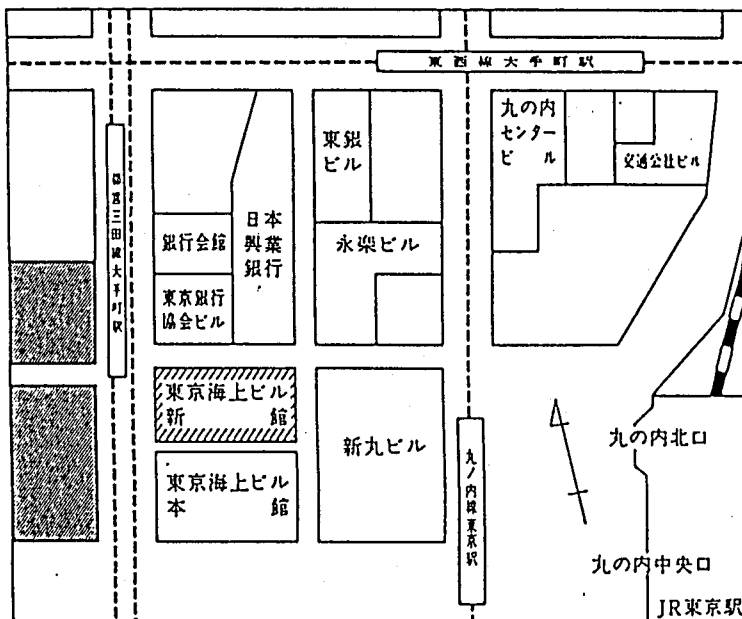 東西線大手町駅
都営三田線大手町駅
丸の内
センター
ビル
交通公社ビル
東銀
ビル
日本
興業
銀行
銀行会館
永楽ビル
東京銀行
協会ビル
東京海上ビル
新館
新丸ビル
東京海上ビル
本館
丸ノ内線東京駅
丸の内北口
丸の内中央口
JR東京駅